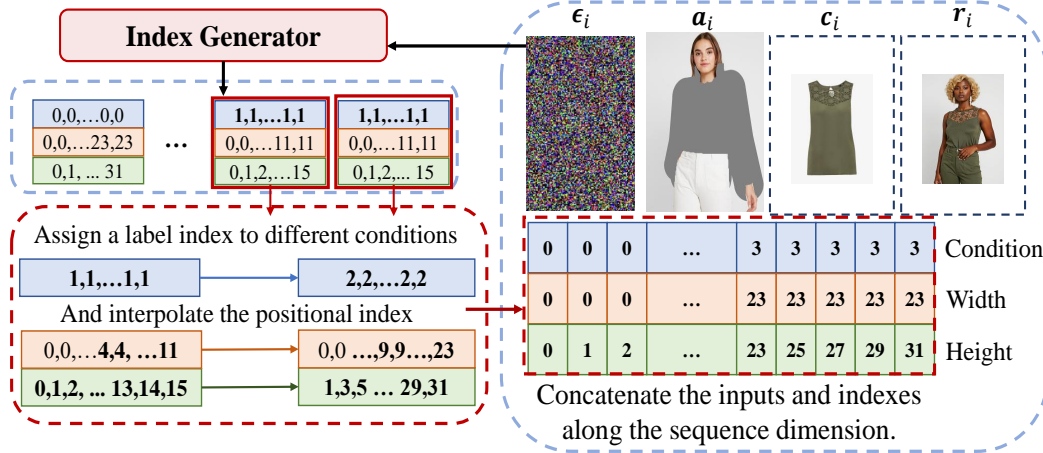 Index Generator
0,0,…0,0
0,0,…23,23
0,1, ... 31
...
1,1,…1,1
0,0,…11,11
0,1,2,…15
1,1,…1,1
0,0,…11,11
0,1,2,... 15
Assign a label index to different conditions
1,1,…1,1
2,2,…2,2
And interpolate the positional index
0,0,…4,4, …11
0,0 …,9,9…,23
0,1,2, ... 13,14,15
1,3,5 … 29,31
ϵᵢ aᵢ cᵢ rᵢ
0 0 0 ... 3 3 3 3 3 Condition
0 0 0 ... 23 23 23 23 23 Width
0 1 2 ... 23 25 27 29 31 Height
Concatenate the inputs and indexes
along the sequence dimension.